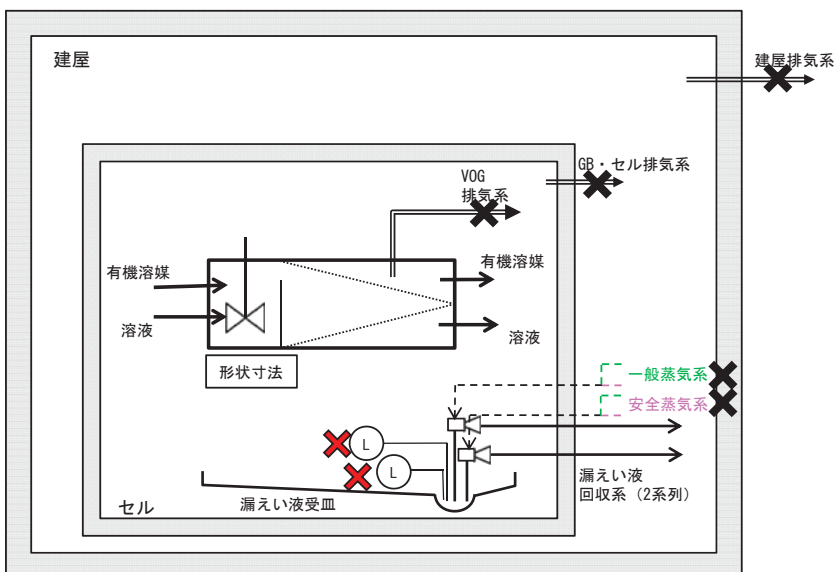 建屋
建屋排気系
GB・セル排気系
VOG
排気系
有機溶媒
有機溶媒
溶液
溶液
形状寸法
一般蒸気系
安全蒸気系
L
L
漏えい液
回収系（2系列）
漏えい液受皿
セル